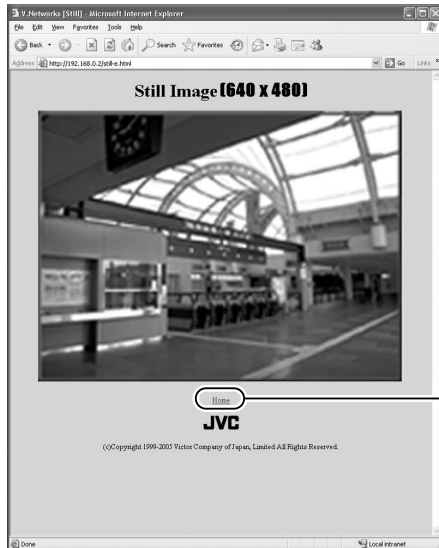 V.Networks [Still] - Microsoft Internet Explorer
File Edit View Favorites Tools Help
Back Search Favorites
Address http://192.168.0.2/still-e.html Go Links
Still Image (640 X 480)
Home
JVC
(c)Copyright 1999-2005 Victor Company of Japan, Limited All Rights Reserved.
Done Local intranet